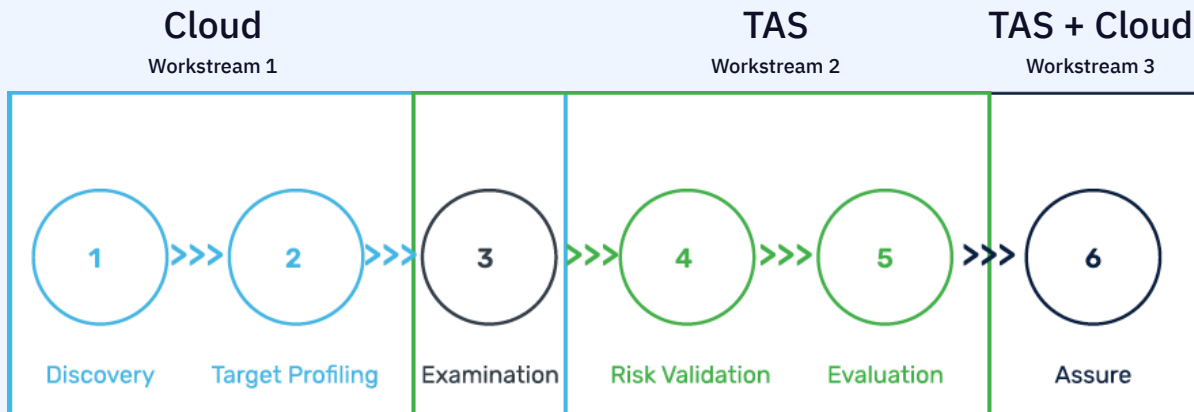 Cloud
Workstream 1
TAS
Workstream 2
TAS + Cloud
Workstream 3
1
>>>
2
>>>
3
>>>
4
>>>
5
>>>
6
Discovery
Target Profiling
Examination
Risk Validation
Evaluation
Assure